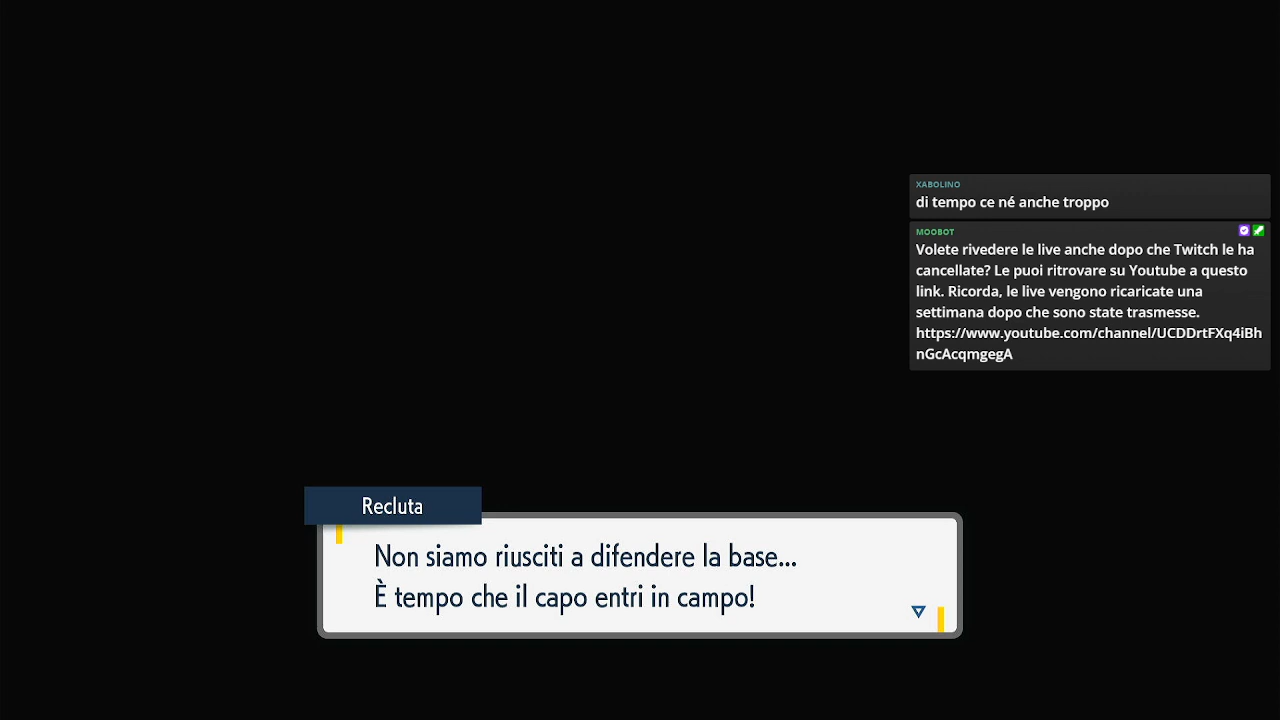 XABOLINO
di tempo ce né anche troppo
MOOBOT
Volete rivedere le live anche dopo che Twitch le ha
cancellate? Le puoi ritrovare su Youtube a questo
link. Ricorda, le live vengono ricaricate una
settimana dopo che sono state trasmesse.
https://www.youtube.com/channel/UCDDrtFXq4iBh
nGcAcqmgegA
Recluta
Non siamo riusciti a difendere la base...
È tempo che il capo entri in campo!